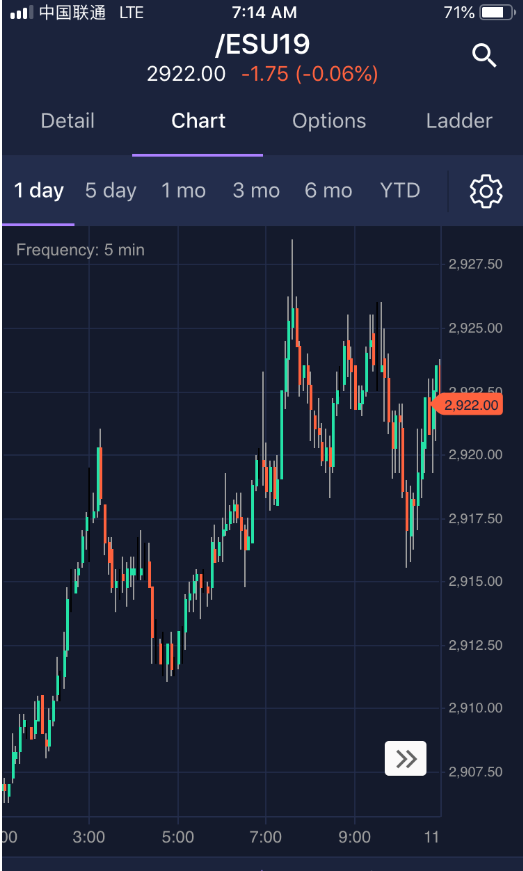 中国联通 LTE 7:14 AM 71%
/ESU19
2922.00 -1.75 (-0.06%)
Detail Chart Options Ladder
1 day 5 day 1 mo 3 mo 6 mo YTD
Frequency: 5 min
2,927.50
2,925.00
2,922.50
2,922.00
2,920.00
2,917.50
2,915.00
2,912.50
2,910.00
2,907.50
00 3:00 5:00 7:00 9:00 11